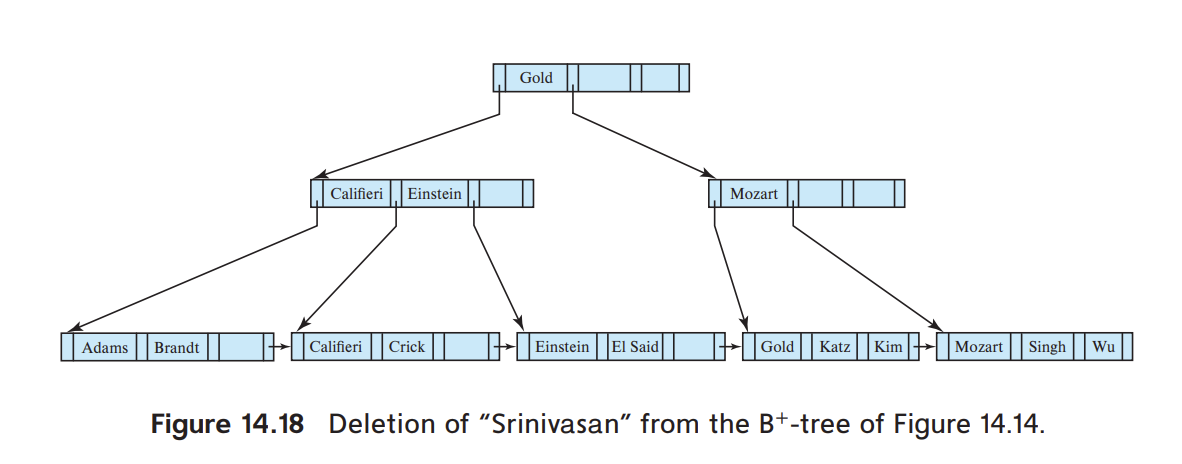 Gold
Califieri Einstein
Mozart
Adams Brandt
Califieri Crick
Einstein El Said
Gold Katz Kim
Mozart Singh Wu
Figure 14.18 Deletion of “Srinivasan” from the B+-tree of Figure 14.14.